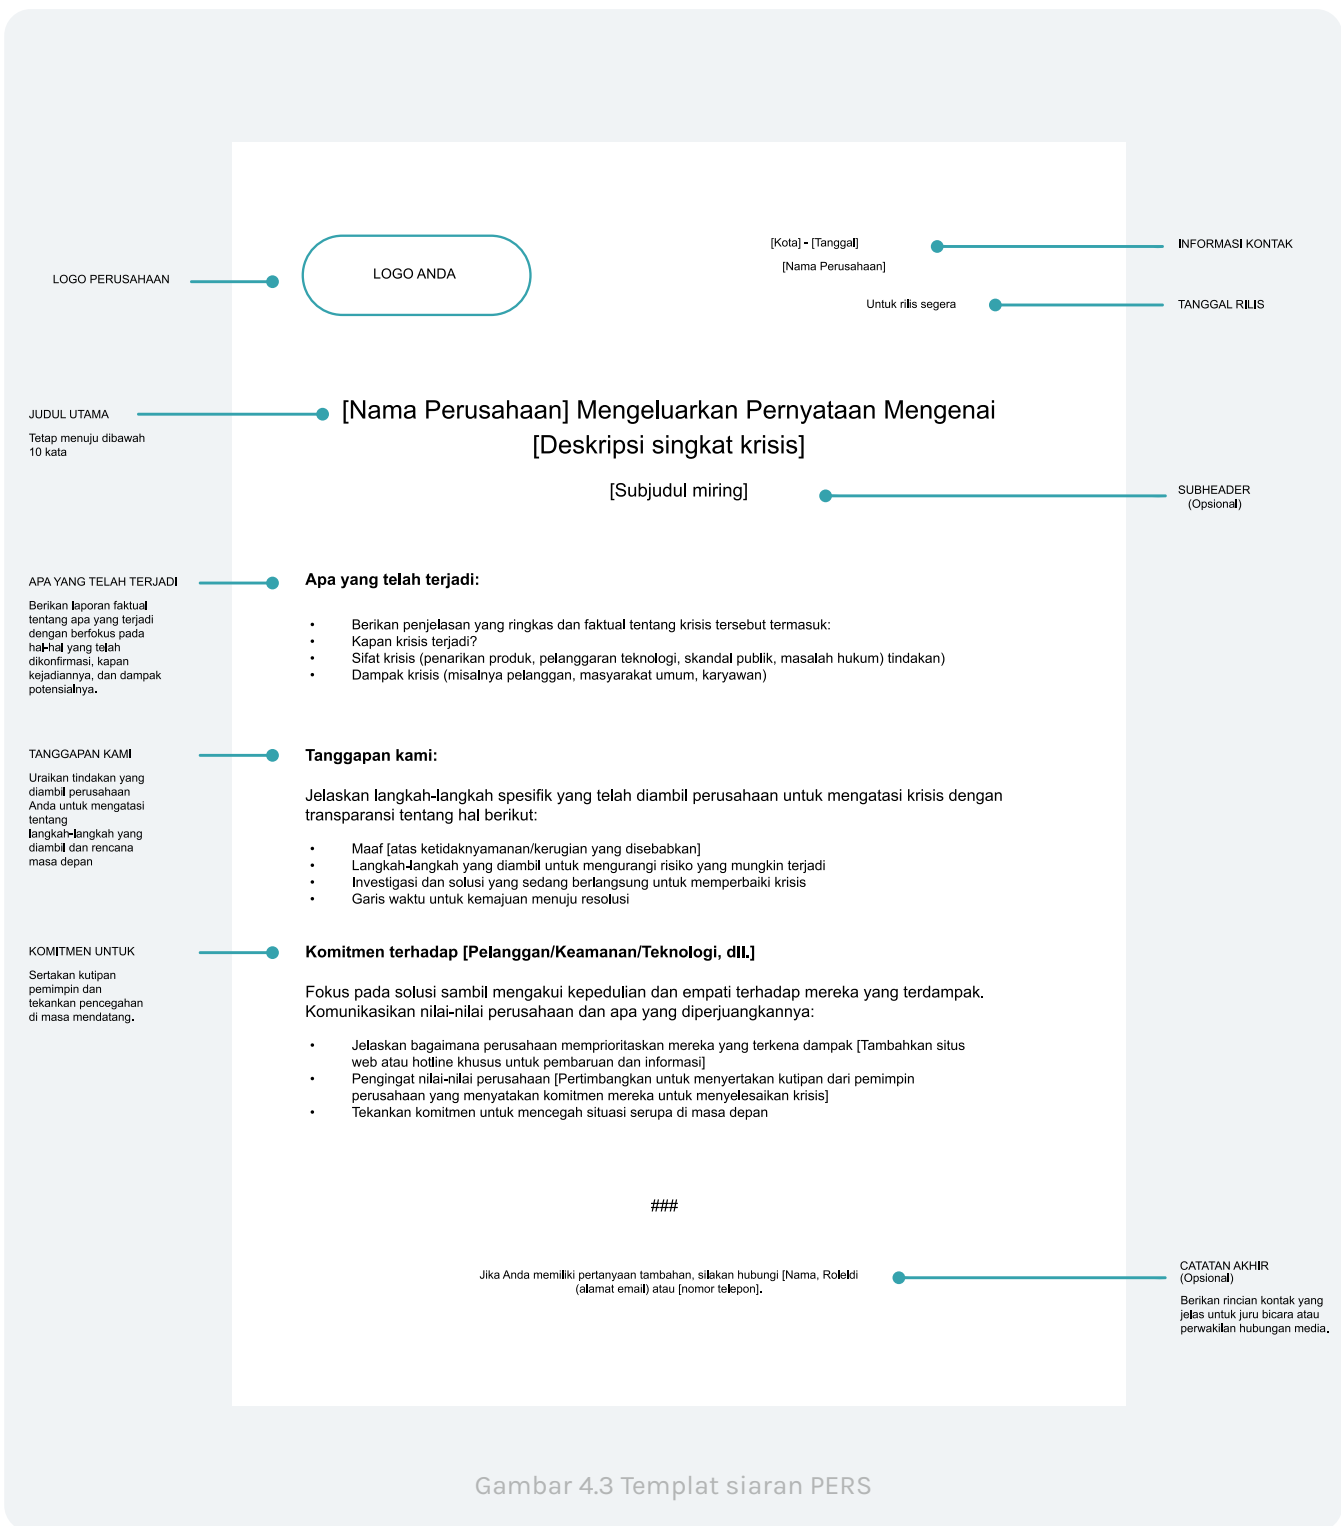 LOGO PERUSAHAAN
LOGO ANDA
[Kota] - [Tanggal]
[Nama Perusahaan]
INFORMASI KONTAK
Untuk rilis segera
TANGGAL RILIS
JUDUL UTAMA
Tetap menuju dibawah
10 kata
[Nama Perusahaan] Mengeluarkan Pernyataan Mengenai
[Deskripsi singkat krisis]
[Subjudul miring]
SUBHEADER
(Opsional)
APA YANG TELAH TERJADI
Berikan laporan faktual
tentang apa yang terjadi
dengan berfokus pada
hal-hal yang telah
dikonfirmasi, kapan
kejadiannya, dan dampak
potensialnya.
Apa yang telah terjadi:
• Berikan penjelasan yang ringkas dan faktual tentang krisis tersebut termasuk:
• Kapan krisis terjadi?
• Sifat krisis (penarikan produk, pelanggaran teknologi, skandal publik, masalah hukum) tindakan)
• Dampak krisis (misalnya pelanggan, masyarakat umum, karyawan)
TANGGAPAN KAMI
Uraikan tindakan yang
diambil perusahaan
Anda untuk mengatasi
tentang
langkah-langkah yang
diambil dan rencana
masa depan
Tanggapan kami:
Jelaskan langkah-langkah spesifik yang telah diambil perusahaan untuk mengatasi krisis dengan
transparansi tentang hal berikut:
• Maaf [atas ketidaknyamanan/kerugian yang disebabkan]
• Langkah-langkah yang diambil untuk mengurangi risiko yang mungkin terjadi
• Investigasi dan solusi yang sedang berlangsung untuk memperbaiki krisis
• Garis waktu untuk kemajuan menuju resolusi
KOMITMEN UNTUK
Sertakan kutipan
pemimpin dan
tekankan pencegahan
di masa mendatang.
Komitmen terhadap [Pelanggan/Keamanan/Teknologi, dll.]
Fokus pada solusi sambil mengakui kepedulian dan empati terhadap mereka yang terdampak.
Komunikasikan nilai-nilai perusahaan dan apa yang diperjuangkannya:
• Jelaskan bagaimana perusahaan memprioritaskan mereka yang terkena dampak [Tambahkan situs
web atau hotline khusus untuk pembaruan dan informasi]
• Pengingat nilai-nilai perusahaan [Pertimbangkan untuk menyertakan kutipan dari pemimpin
perusahaan yang menyatakan komitmen mereka untuk menyelesaikan krisis]
• Tekankan komitmen untuk mencegah situasi serupa di masa depan
###
Jika Anda memiliki pertanyaan tambahan, silakan hubungi [Nama, Roleldi
(alamat email) atau [nomor telepon].
CATATAN AKHIR
(Opsional)
Berikan rincian kontak yang
jelas untuk juru bicara atau
perwakilan hubungan media.
Gambar 4.3 Templat siaran PERS